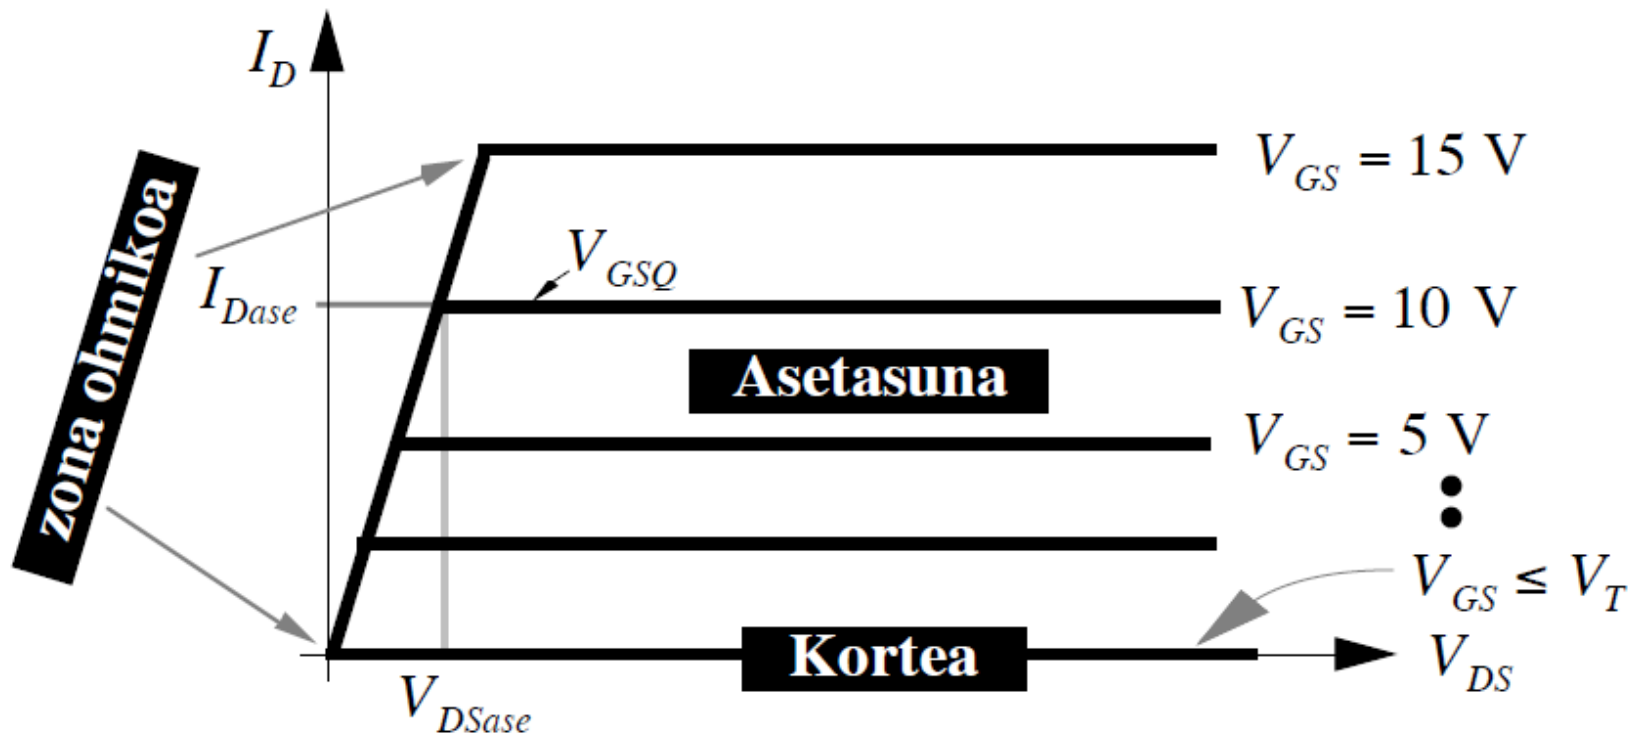 I_D
V_GS = 15 V
zona ohmikoa
V_GSQ
I_Dase
V_GS = 10 V
Asetasuna
V_GS = 5 V
V_GS ≤ V_T
Kortea
V_DS
V_DSase